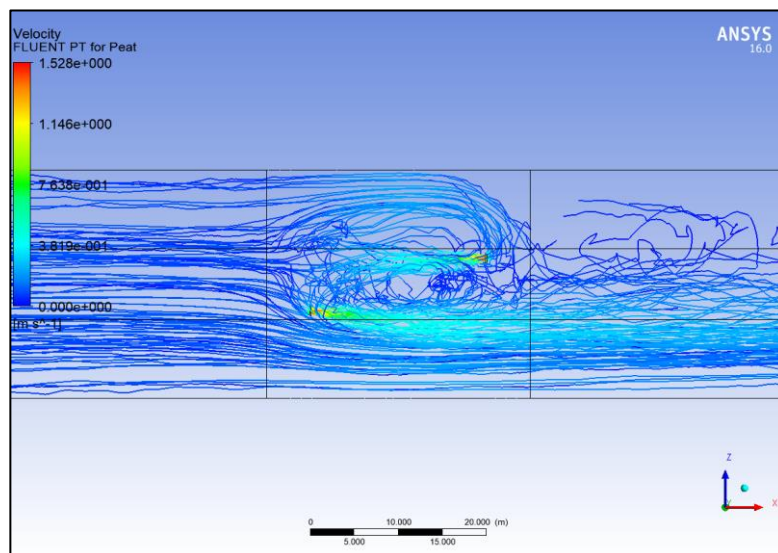 Velocity
FLUENT PT for Peat
1.528e+000
1.146e+000
7.638e-001
3.819e-001
0.000e+000
[m s^-1]
ANSYS
16.0
Z
Y
X
0 10.000 20.000 (m)
5.000 15.000